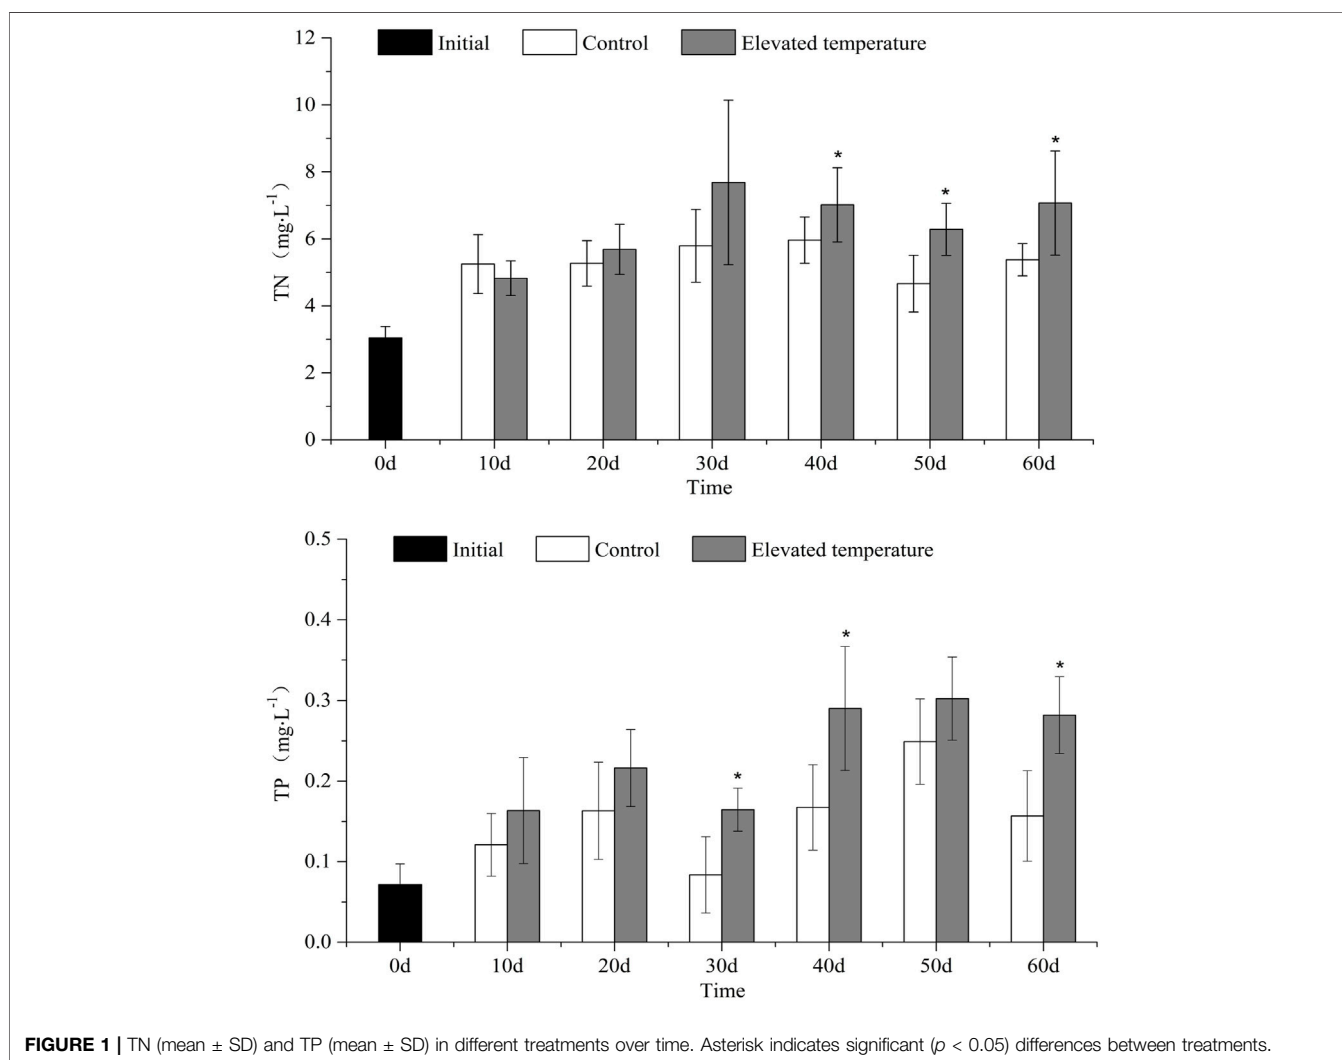 12
10
8
6
4
2
0
TN (mg·L⁻¹)
Initial
Control
Elevated temperature
*
*
*
0d
10d
20d
30d
40d
50d
60d
Time
0.5
0.4
0.3
0.2
0.1
0.0
TP (mg·L⁻¹)
Initial
Control
Elevated temperature
*
*
*
0d
10d
20d
30d
40d
50d
60d
Time
FIGURE 1 | TN (mean ± SD) and TP (mean ± SD) in different treatments over time. Asterisk indicates significant (p < 0.05) differences between treatments.